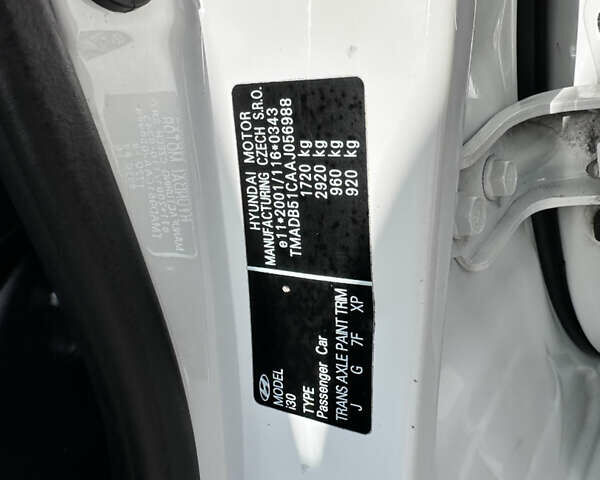 HYUNDAI MOTOR
MANUFACTURING CZECH S.R.O.
e11*2001/116*0343
TMADB51CAAJ056988
1720 kg
2920 kg
960 kg
920 kg
MODEL
i30
TYPE
Passenger Car
TRANS AXLE PAINT TRIM
J G 7F XP